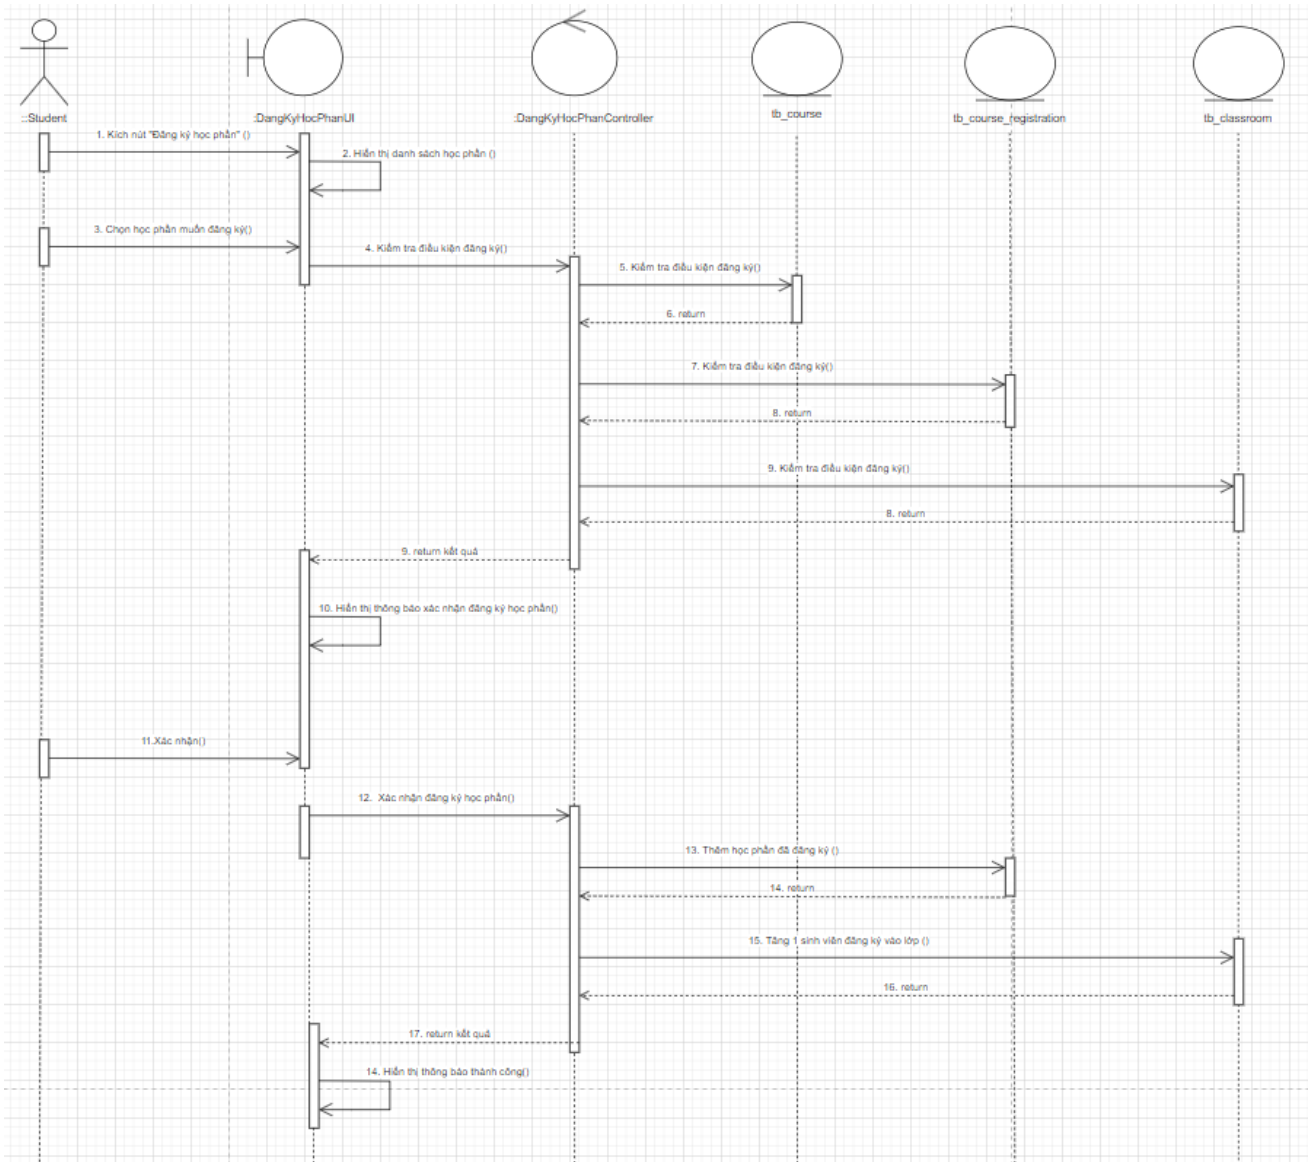 ::Student
:DangKyHocPhanUI
:DangKyHocPhanController
tb_course
tb_course_registration
tb_classroom
1. Kích nút "Đăng ký học phần" ()
2. Hiển thị danh sách học phần ()
3. Chọn học phần muốn đăng ký()
4. Kiểm tra điều kiện đăng ký()
5. Kiểm tra điều kiện đăng ký()
6. return
7. Kiểm tra điều kiện đăng ký()
8. return
9. Kiểm tra điều kiện đăng ký()
8. return
9. return kết quả
10. Hiển thị thông báo xác nhận đăng ký học phần()
11.Xác nhận()
12. Xác nhận đăng ký học phần()
13. Thêm học phần đã đăng ký ()
14. return
15. Tăng 1 sinh viên đăng ký vào lớp ()
16. return
17. return kết quả
14. Hiển thị thông báo thành công()